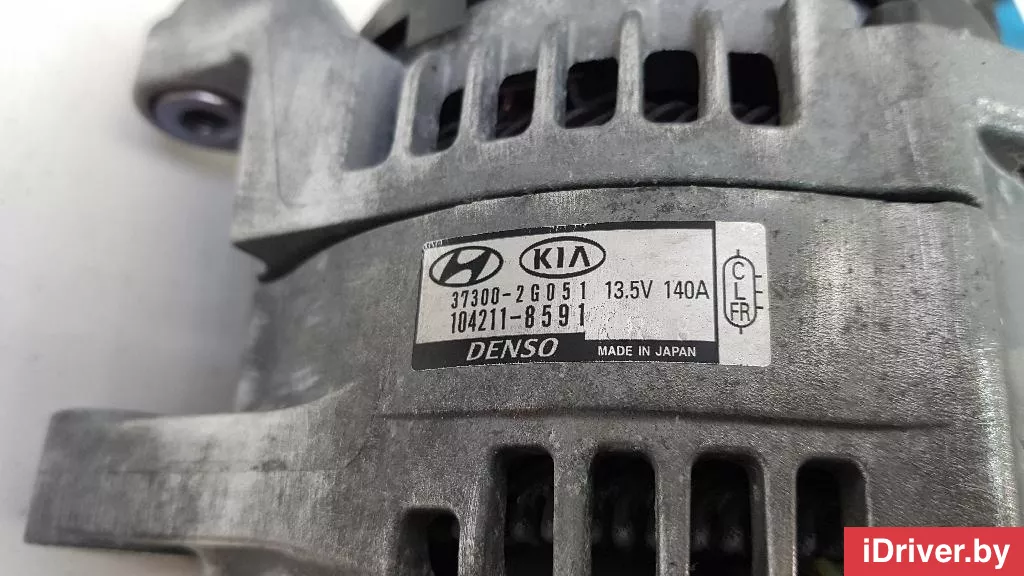 KIA
37300-2G051 13.5V 140A
104211-8591
DENSO MADE IN JAPAN
C
L
FR
iDriver.by